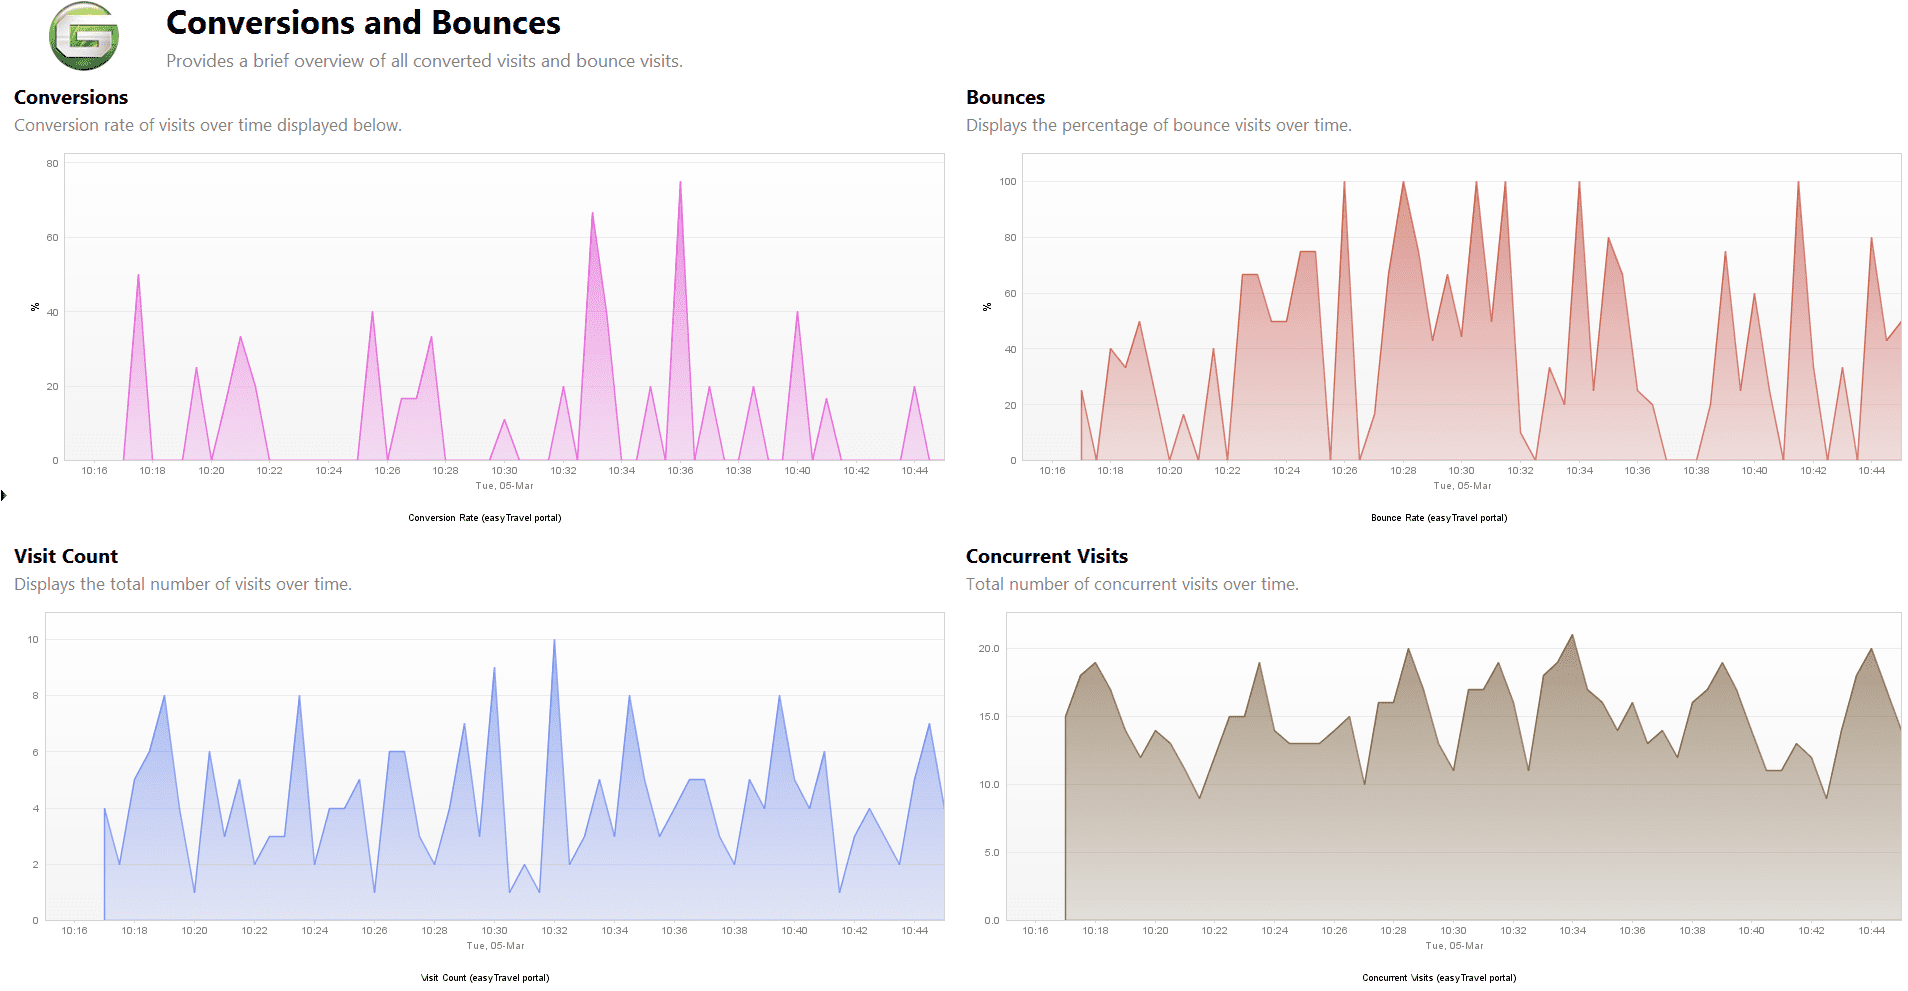 G
Conversions and Bounces
Provides a brief overview of all converted visits and bounce visits.
Conversions
Conversion rate of visits over time displayed below.
80
60
40
20
0
%
10:16 10:18 10:20 10:22 10:24 10:26 10:28 10:30 10:32 10:34 10:36 10:38 10:40 10:42 10:44
Tue, 05-Mar
Conversion Rate (easyTravel portal)
Bounces
Displays the percentage of bounce visits over time.
100
80
60
40
20
0
%
10:16 10:18 10:20 10:22 10:24 10:26 10:28 10:30 10:32 10:34 10:36 10:38 10:40 10:42 10:44
Tue, 05-Mar
Bounce Rate (easyTravel portal)
Visit Count
Displays the total number of visits over time.
10
8
6
4
2
0
10:16 10:18 10:20 10:22 10:24 10:26 10:28 10:30 10:32 10:34 10:36 10:38 10:40 10:42 10:44
Tue, 05-Mar
Visit Count (easyTravel portal)
Concurrent Visits
Total number of concurrent visits over time.
20.0
15.0
10.0
5.0
0.0
10:16 10:18 10:20 10:22 10:24 10:26 10:28 10:30 10:32 10:34 10:36 10:38 10:40 10:42 10:44
Tue, 05-Mar
Concurrent Visits (easyTravel portal)